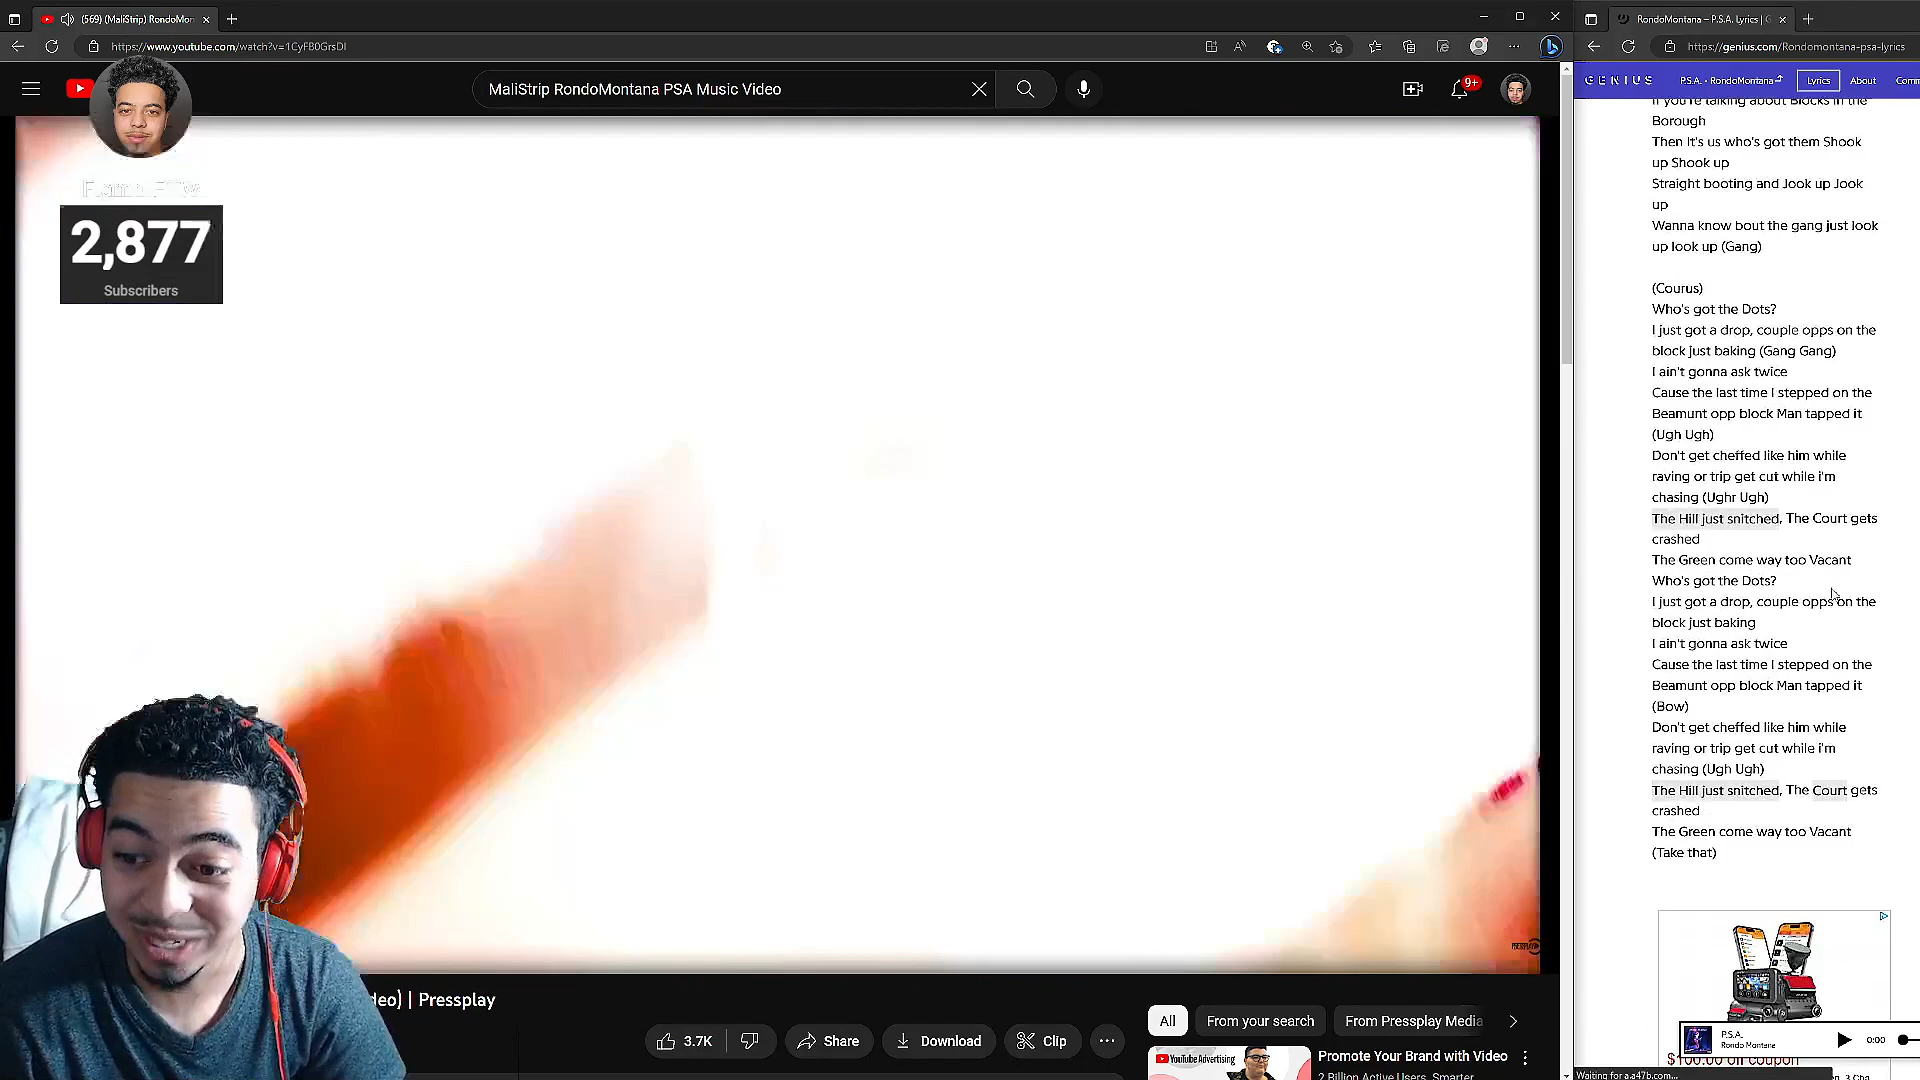 (569) (MaliStrip) RondoMon
https://www.youtube.com/watch?v=1CyFB0GrsDI
MaliStrip RondoMontana PSA Music Video
9+
2,877
Subscribers
deo) | Pressplay
3.7K
Share
Download
Clip
All
From your search
From Pressplay Media
YouTube Advertising
Promote Your Brand with Video
2 Billion Active Users. Smarter
RondoMontana – P.S.A. Lyrics | G
https://genius.com/Rondomontana-psa-lyrics
GENIUS
P.S.A. • RondoMontana
Lyrics
About
Comm
If you're talking about Blocks in the
Borough
Then It's us who's got them Shook
up Shook up
Straight booting and Jook up Jook
up
Wanna know bout the gang just look
up look up (Gang)
(Courus)
Who's got the Dots?
I just got a drop, couple opps on the
block just baking (Gang Gang)
I ain't gonna ask twice
Cause the last time I stepped on the
Beamunt opp block Man tapped it
(Ugh Ugh)
Don't get cheffed like him while
raving or trip get cut while i'm
chasing (Ughr Ugh)
The Hill just snitched, The Court gets
crashed
The Green come way too Vacant
Who's got the Dots?
I just got a drop, couple opps on the
block just baking
I ain't gonna ask twice
Cause the last time I stepped on the
Beamunt opp block Man tapped it
(Bow)
Don't get cheffed like him while
raving or trip get cut while i'm
chasing (Ugh Ugh)
The Hill just snitched, The Court gets
crashed
The Green come way too Vacant
(Take that)
P.S.A.
Rondo Montana
0:00
$100.00 off coupon
Waiting for a.a47b.com...